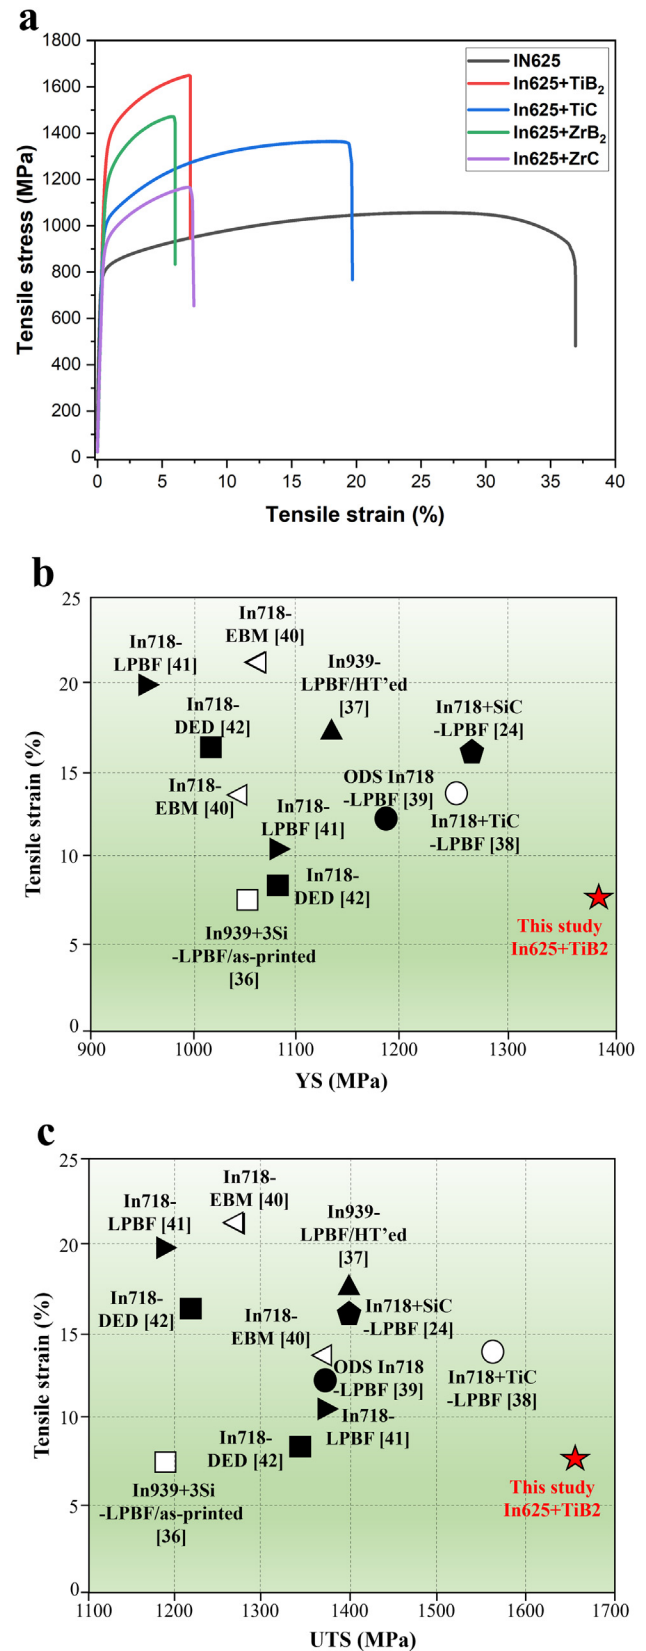 a
1800
1600
1400
1200
1000
800
600
400
200
0
Tensile stress (MPa)
IN625
In625+TiB2
In625+TiC
In625+ZrB2
In625+ZrC
0 5 10 15 20 25 30 35 40
Tensile strain (%)
b
25
20
15
10
5
0
Tensile strain (%)
In718-
EBM [40]
In718-
LPBF [41]
In939-
LPBF/HT’ed
[37]
In718-
DED [42]
In718+SiC
-LPBF [24]
In718-
EBM [40]
ODS In718
-LPBF [39]
In718-
LPBF [41]
In718+TiC
-LPBF [38]
In718-
DED [42]
In939+3Si
-LPBF/as-printed
[36]
This study
In625+TiB2
900 1000 1100 1200 1300 1400
YS (MPa)
c
25
20
15
10
5
0
Tensile strain (%)
In718-
EBM [40]
In718-
LPBF [41]
In939-
LPBF/HT’ed
[37]
In718-
DED [42]
In718+SiC
-LPBF [24]
In718-
EBM [40]
ODS In718
-LPBF [39]
In718+TiC
-LPBF [38]
In718-
LPBF [41]
In718-
DED [42]
In939+3Si
-LPBF/as-printed
[36]
This study
In625+TiB2
1100 1200 1300 1400 1500 1600 1700
UTS (MPa)